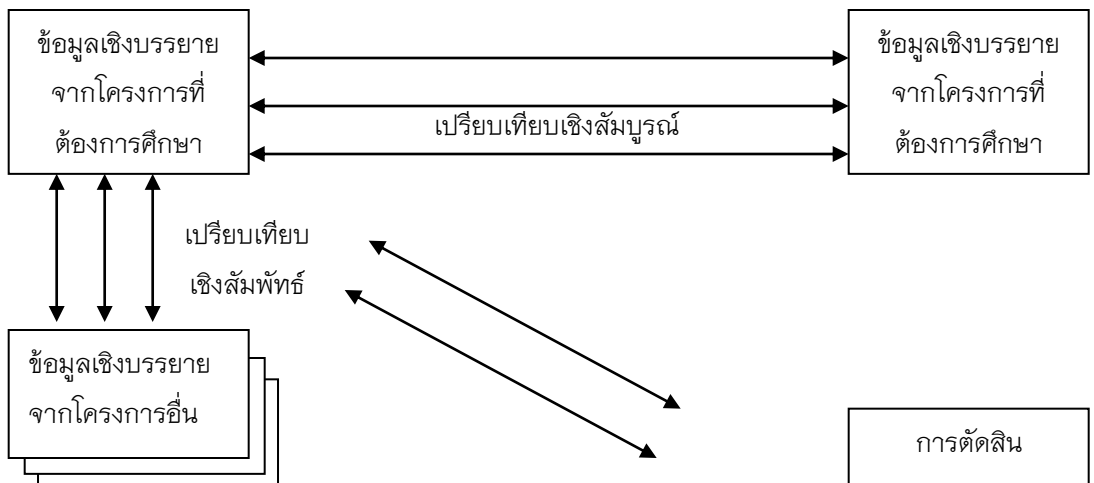 ข้อมูลเชิงบรรยาย
จากโครงการที่
ต้องการศึกษา
เปรียบเทียบเชิงสัมบูรณ์
ข้อมูลเชิงบรรยาย
จากโครงการที่
ต้องการศึกษา
เปรียบเทียบ
เชิงสัมพัทธ์
ข้อมูลเชิงบรรยาย
จากโครงการอื่น
การตัดสิน